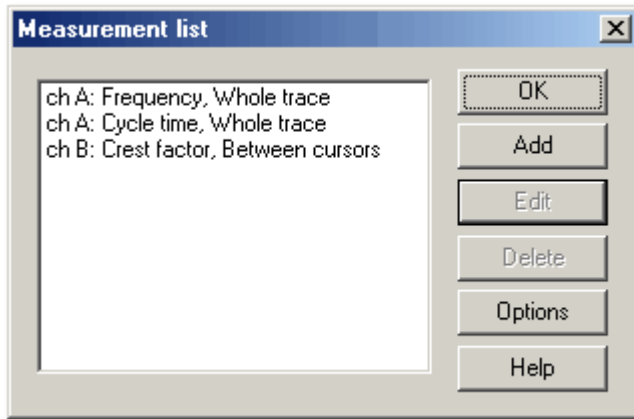 Measurement list
ch A: Frequency, Whole trace
ch A: Cycle time, Whole trace
ch B: Crest factor, Between cursors
OK
Add
Edit
Delete
Options
Help